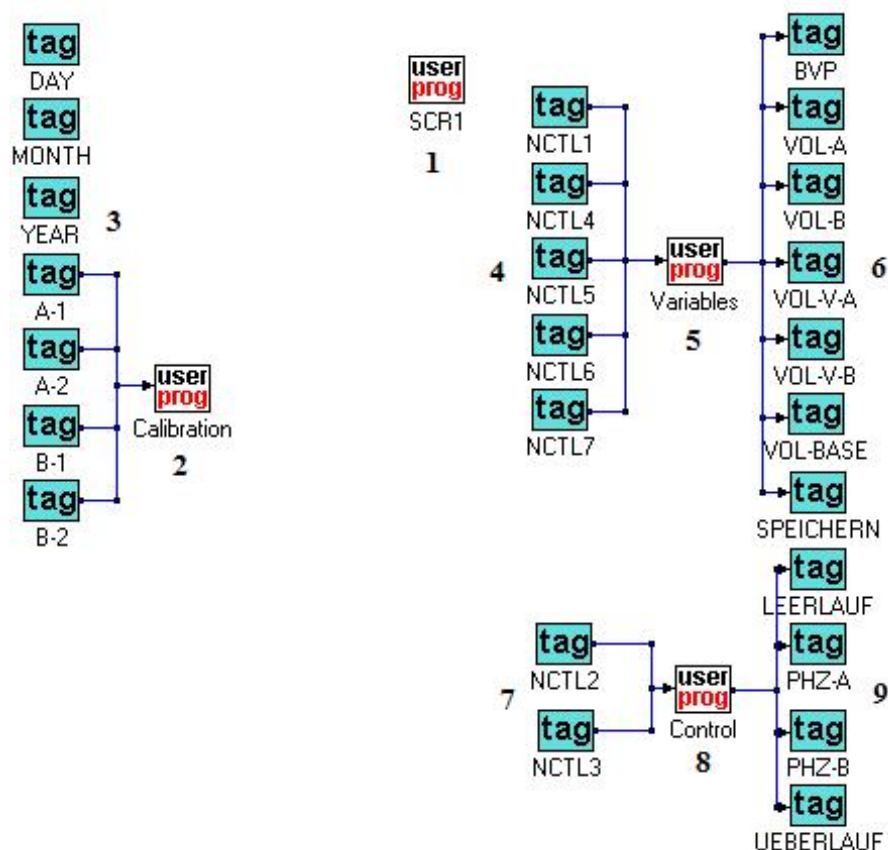 tag
DAY
tag
MONTH
tag
YEAR
3
tag
A-1
tag
A-2
tag
B-1
tag
B-2
user
prog
Calibration
2
user
prog
SCR1
1
tag
NCTL1
tag
NCTL4
tag
NCTL5
tag
NCTL6
tag
NCTL7
4
user
prog
Variables
5
tag
BVP
tag
VOL-A
tag
VOL-B
tag
VOL-V-A
6
tag
VOL-V-B
tag
VOL-BASE
tag
SPEICHERN
tag
NCTL2
7
tag
NCTL3
user
prog
Control
8
tag
LEERLAUF
tag
PHZ-A
9
tag
PHZ-B
tag
UEBERLAUF